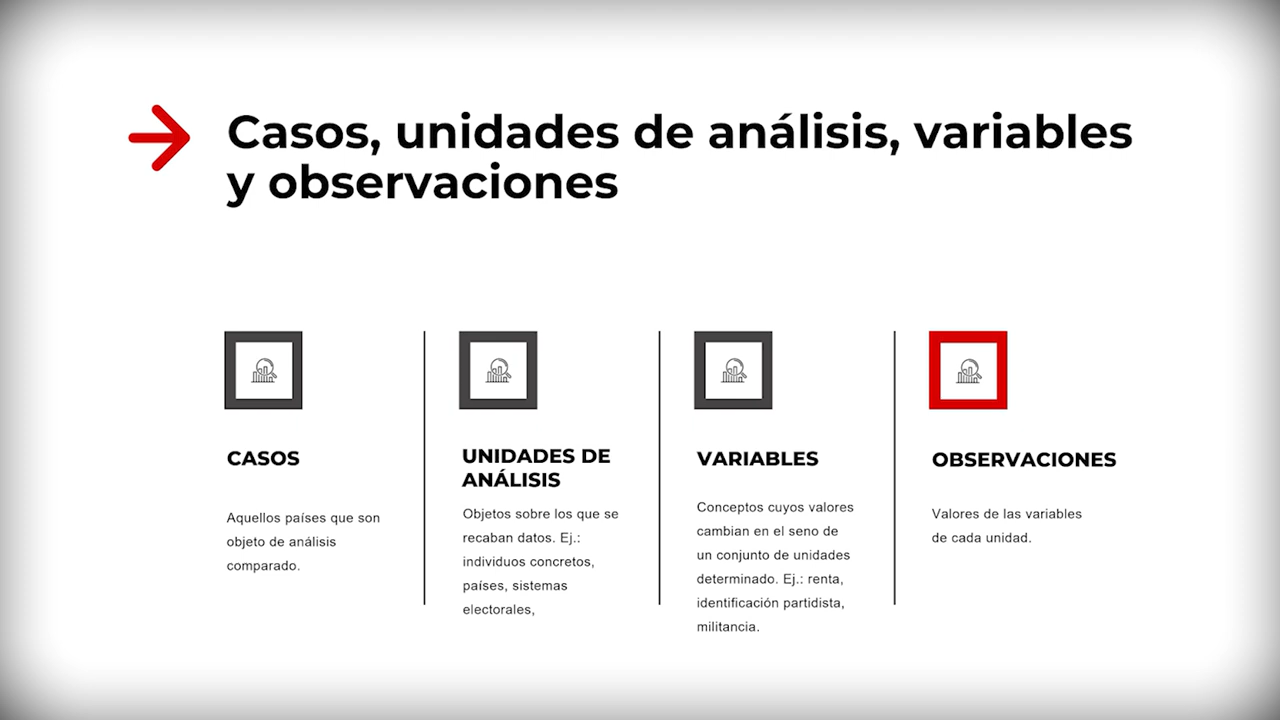 Casos, unidades de análisis, variables
y observaciones
CASOS
Aquellos países que son
objeto de análisis
comparado.
UNIDADES DE
ANÁLISIS
Objetos sobre los que se
recaban datos. Ej.:
individuos concretos,
países, sistemas
electorales,
VARIABLES
Conceptos cuyos valores
cambian en el seno de
un conjunto de unidades
determinado. Ej.: renta,
identificación partidista,
militancia.
OBSERVACIONES
Valores de las variables
de cada unidad.